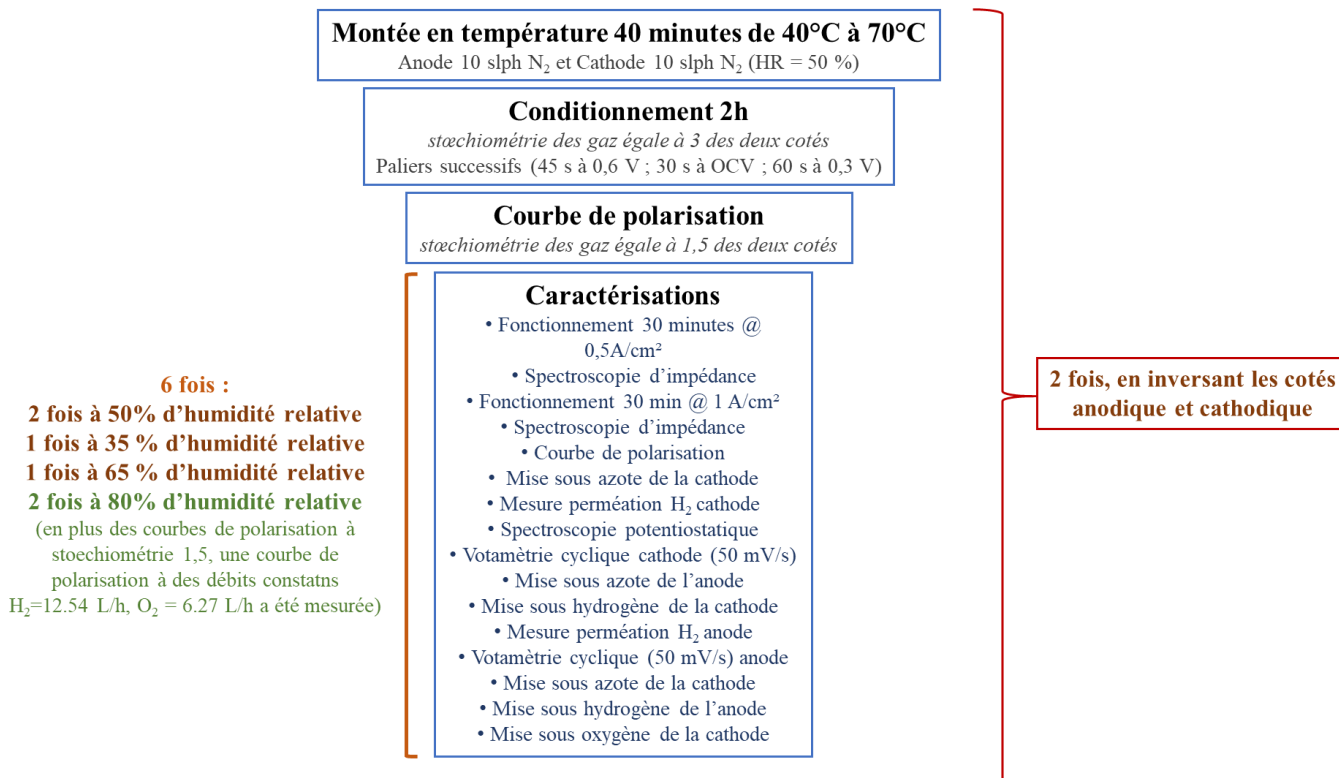 Montée en température 40 minutes de 40°C à 70°C
Anode 10 slph N₂ et Cathode 10 slph N₂ (HR = 50 %)
Conditionnement 2h
stœchiométrie des gaz égale à 3 des deux cotés
Paliers successifs (45 s à 0,6 V ; 30 s à OCV ; 60 s à 0,3 V)
Courbe de polarisation
stœchiométrie des gaz égale à 1,5 des deux cotés
Caractérisations
• Fonctionnement 30 minutes @
0,5A/cm²
• Spectroscopie d’impédance
• Fonctionnement 30 min @ 1 A/cm²
• Spectroscopie d’impédance
• Courbe de polarisation
• Mise sous azote de la cathode
• Mesure perméation H₂ cathode
• Spectroscopie potentiostatique
• Votamètrie cyclique cathode (50 mV/s)
• Mise sous azote de l’anode
• Mise sous hydrogène de la cathode
• Mesure perméation H₂ anode
• Votamètrie cyclique (50 mV/s) anode
• Mise sous azote de la cathode
• Mise sous hydrogène de l’anode
• Mise sous oxygène de la cathode
6 fois :
2 fois à 50% d’humidité relative
1 fois à 35 % d’humidité relative
1 fois à 65 % d’humidité relative
2 fois à 80% d’humidité relative
(en plus des courbes de polarisation à
stoechiométrie 1,5, une courbe de
polarisation à des débits constatns
H₂=12.54 L/h, O₂ = 6.27 L/h a été mesurée)
2 fois, en inversant les cotés
anodique et cathodique